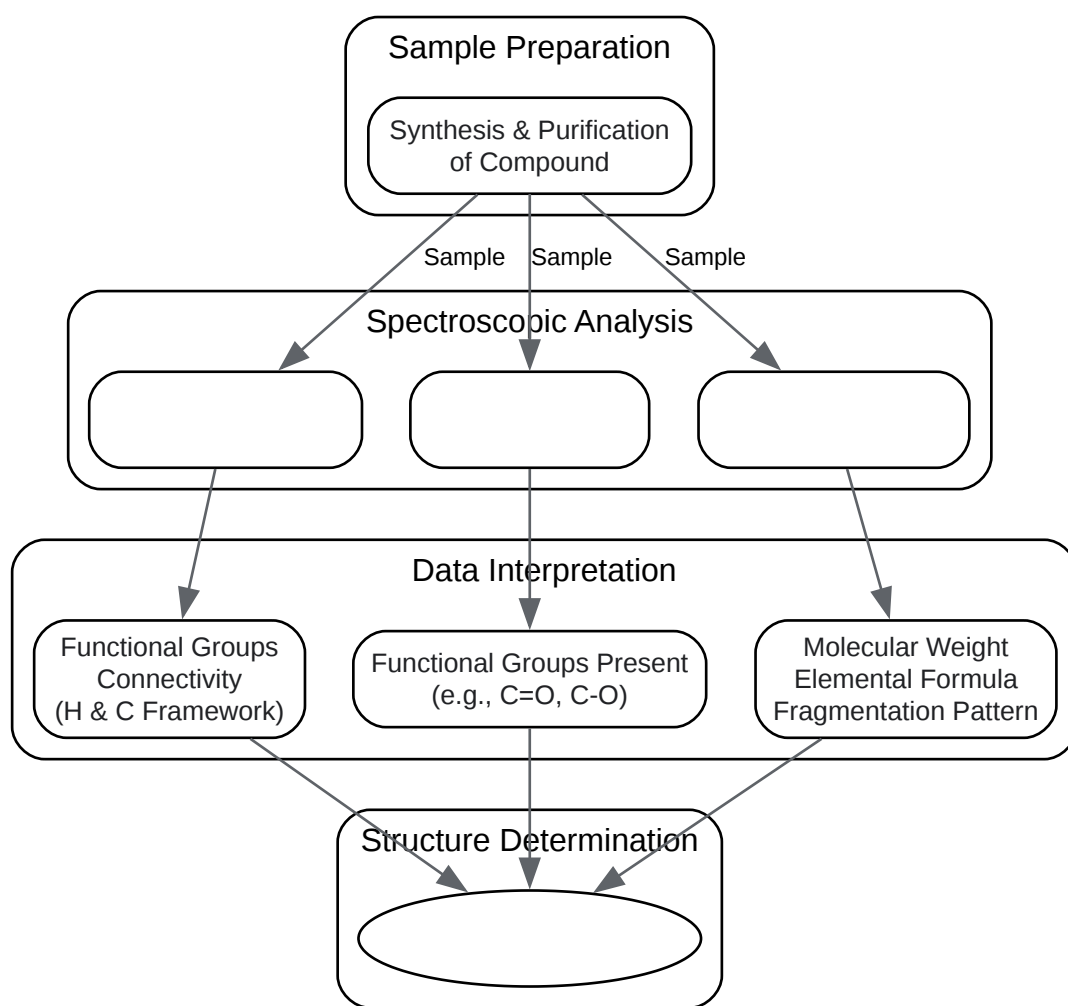 Sample Preparation
Synthesis & Purification
of Compound
Sample
Sample
Sample
Spectroscopic Analysis
Data Interpretation
Functional Groups
Connectivity
(H & C Framework)
Functional Groups Present
(e.g., C=O, C-O)
Molecular Weight
Elemental Formula
Fragmentation Pattern
Structure Determination